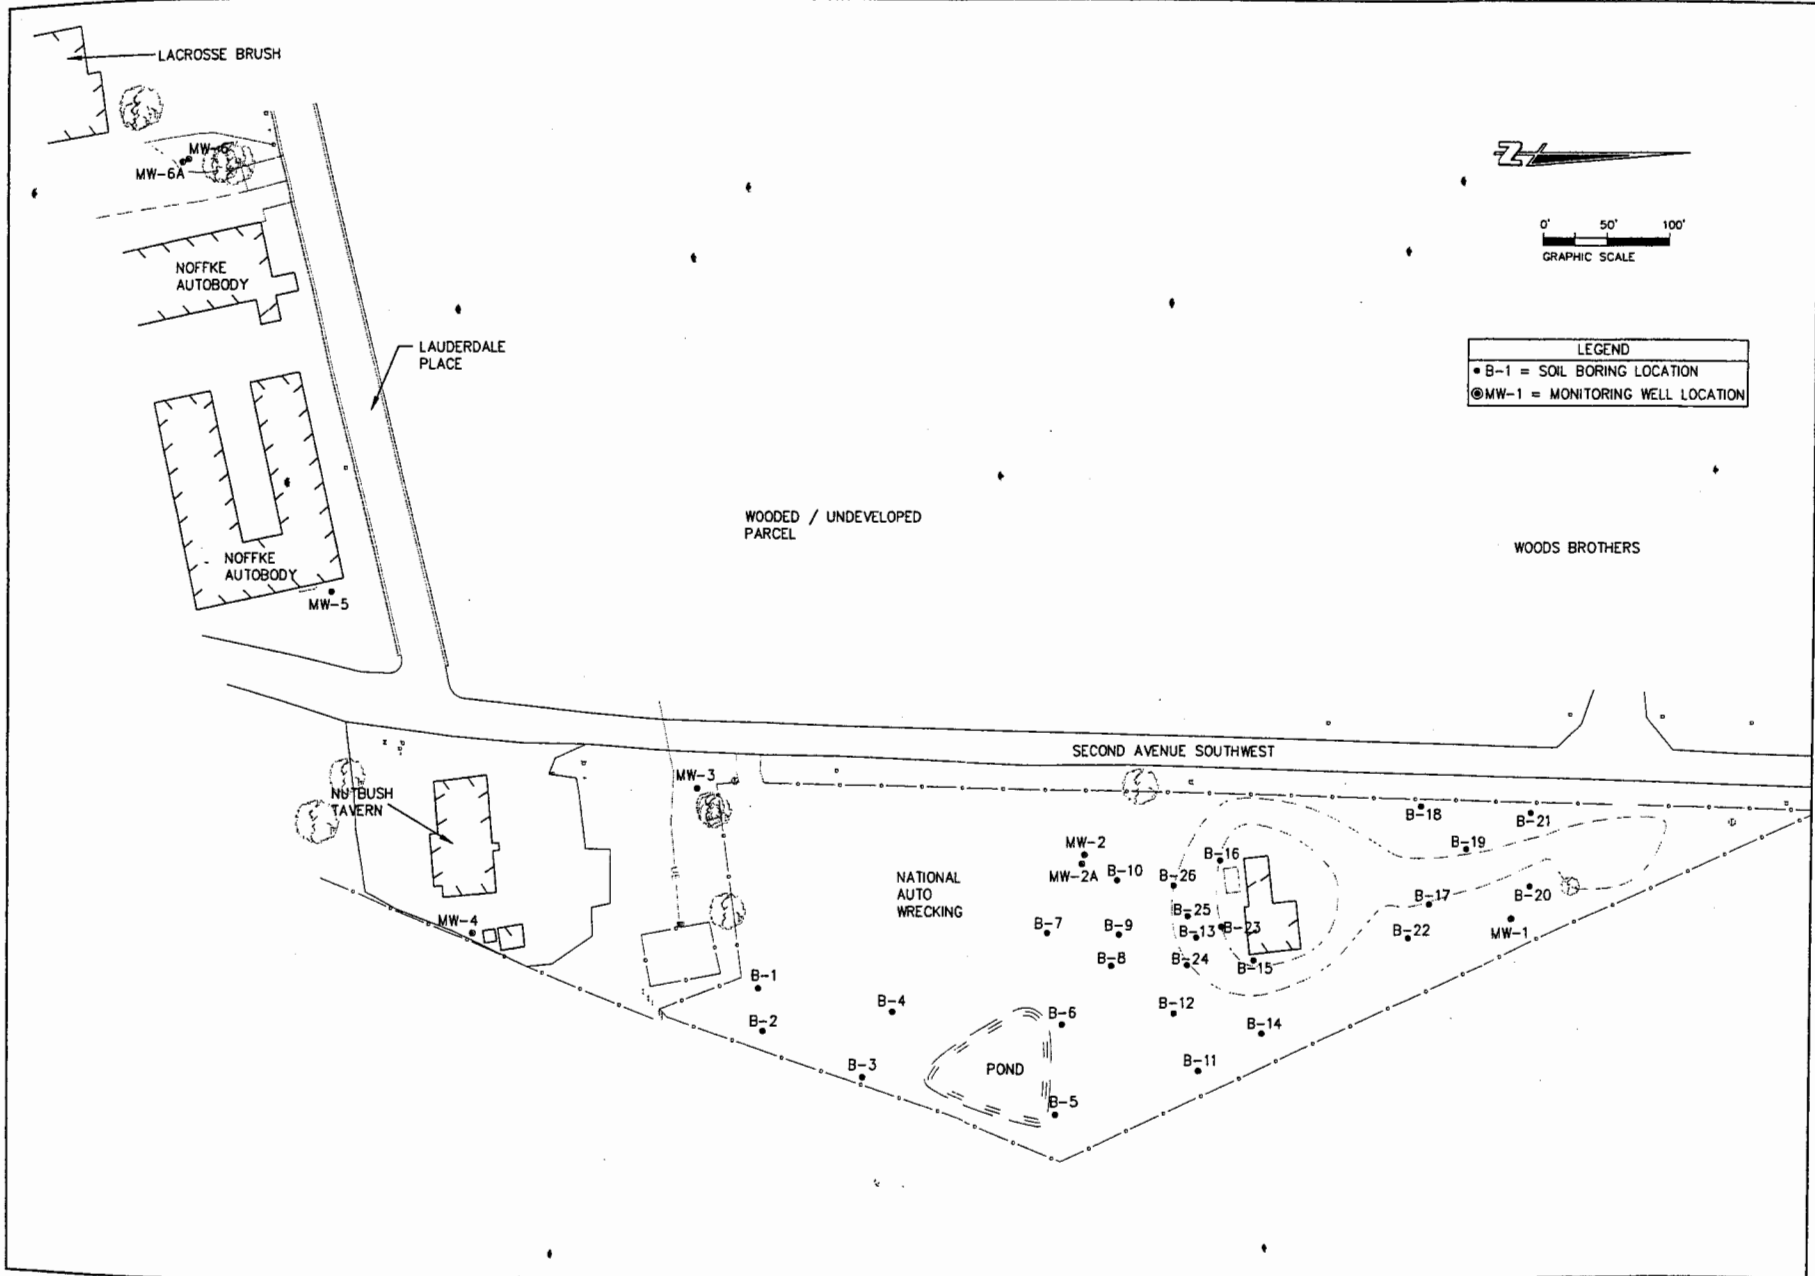 LACROSSE BRUSH
MW-6
MW-6A
NOFFKE
AUTOBODY
LAUDERDALE
PLACE
Z
0' 50' 100'
GRAPHIC SCALE
LEGEND
B-1 = SOIL BORING LOCATION
MW-1 = MONITORING WELL LOCATION
WOODED / UNDEVELOPED
PARCEL
WOODS BROTHERS
NOFFKE
AUTOBODY
MW-5
SECOND AVENUE SOUTHWEST
MW-3
NUTBUSH
TAVERN
MW-4
MW-2
MW-2A
B-10
NATIONAL
AUTO
WRECKING
B-16
B-26
B-18
B-21
B-19
B-17
B-20
B-25
B-7
B-9
B-13
B-23
B-22
MW-1
B-8
B-24
B-15
B-1
B-4
B-2
B-6
B-12
B-14
B-3
POND
B-11
B-5